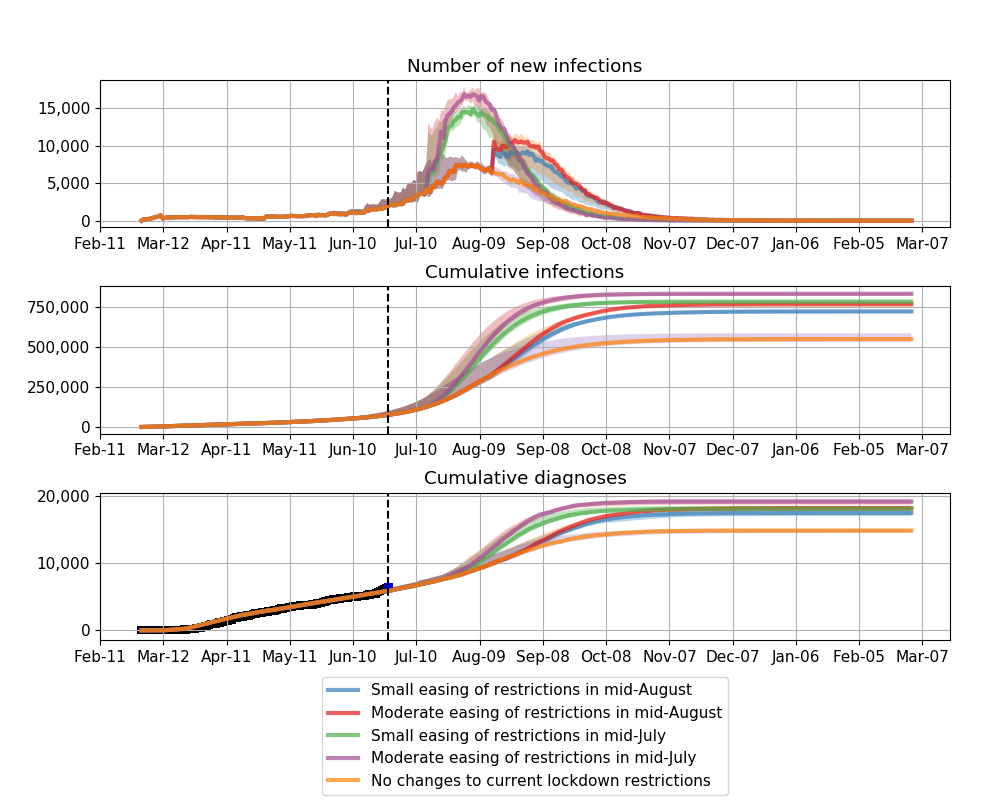 Number of new infections
15,000
10,000
5,000
0
Feb-11 Mar-12 Apr-11 May-11 Jun-10 Jul-10 Aug-09 Sep-08 Oct-08 Nov-07 Dec-07 Jan-06 Feb-05 Mar-07
Cumulative infections
750,000
500,000
250,000
0
Feb-11 Mar-12 Apr-11 May-11 Jun-10 Jul-10 Aug-09 Sep-08 Oct-08 Nov-07 Dec-07 Jan-06 Feb-05 Mar-07
Cumulative diagnoses
20,000
10,000
0
Feb-11 Mar-12 Apr-11 May-11 Jun-10 Jul-10 Aug-09 Sep-08 Oct-08 Nov-07 Dec-07 Jan-06 Feb-05 Mar-07
Small easing of restrictions in mid-August
Moderate easing of restrictions in mid-August
Small easing of restrictions in mid-July
Moderate easing of restrictions in mid-July
No changes to current lockdown restrictions